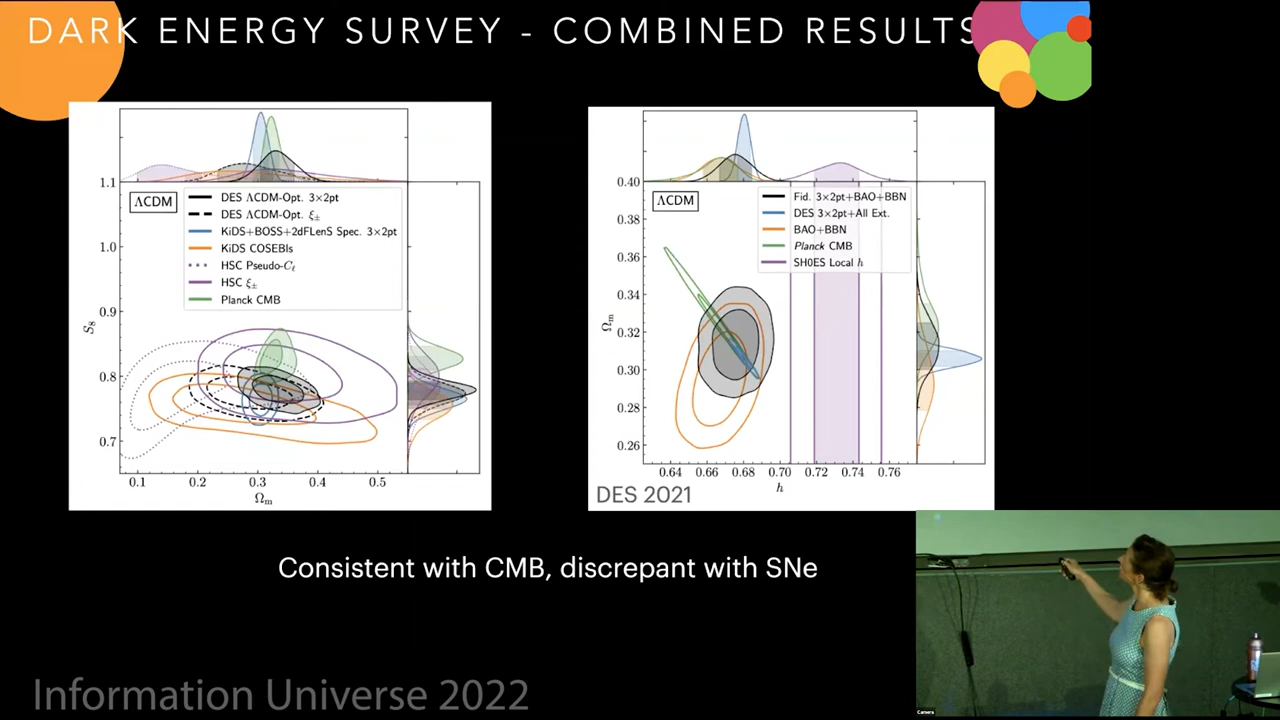 DARK ENERGY SURVEY - COMBINED RESULTS
1.1
1.0
0.9
0.8
0.7
S₈
ΛCDM
DES ΛCDM-Opt. 3×2pt
DES ΛCDM-Opt. ξ±
KiDS+BOSS+2dFLenS Spec. 3×2pt
KiDS COSEBIs
HSC Pseudo-Cℓ
HSC ξ±
Planck CMB
0.1 0.2 0.3 0.4 0.5
Ωm
0.40
0.38
0.36
0.34
0.32
0.30
0.28
0.26
Ωm
ΛCDM
Fid. 3×2pt+BAO+BBN
DES 3×2pt+All Ext.
BAO+BBN
Planck CMB
SH0ES Local h
0.64 0.66 0.68 0.70 0.72 0.74 0.76
h
DES 2021
Consistent with CMB, discrepant with SNe
Information Universe 2022
Camera